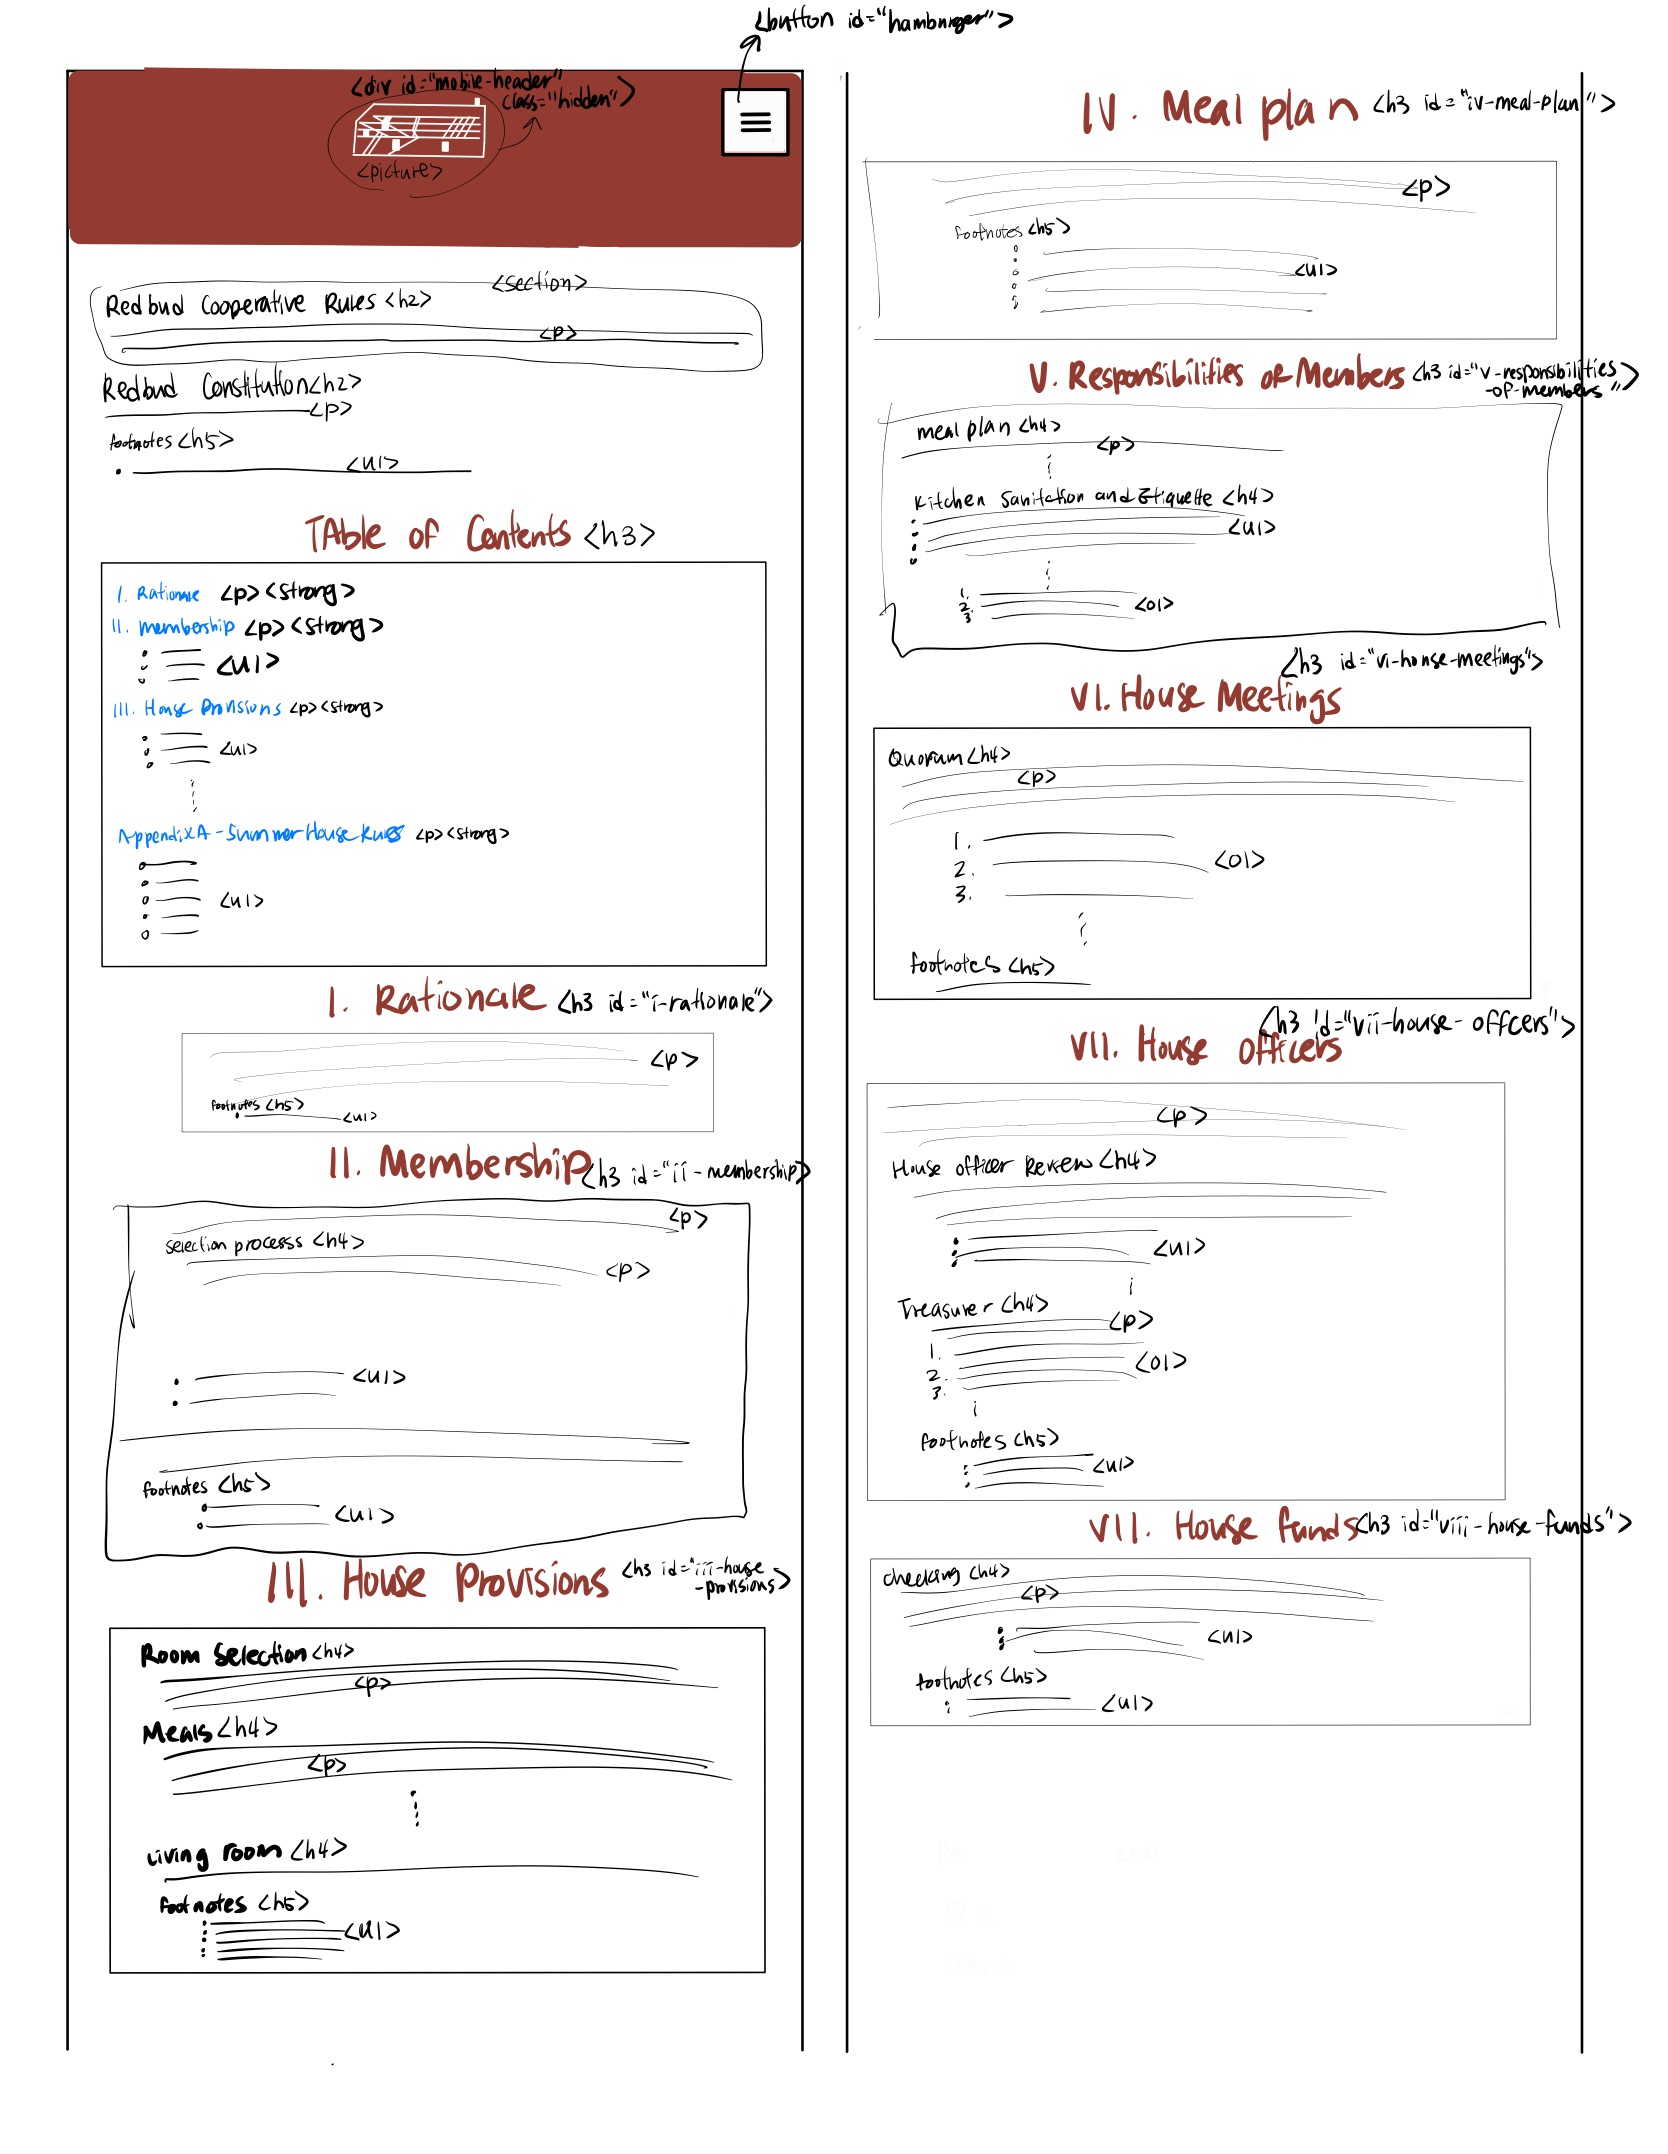 <button id="hamburger">
<div id="mobile-header"
class="hidden">
<picture>
<section>
Redbud Cooperative Rules <h2>
<p>
Redbud Constitution <h2>
<p>
footnotes <h5>
<ul>
TAble of Contents <h3>
I. Rationale <p><strong>
II. membership <p><strong>
<ul>
III. House Provisions <p><strong>
<ul>
AppendixA - Summer House Rules <p><strong>
<ul>
I. Rationale <h3 id="i-rationale">
<p>
footnotes <h5>
<ul>
II. Membership <h3 id="ii-membership>
<p>
Selection processs <h4>
<p>
<ul>
footnotes <h5>
<ul>
III. House Provisions <h3 id="iii-house
-provisions>
Room Selection <h4>
<p>
Meals <h4>
<p>
Living room <h4>
footnotes <h5>
<ul>
IV. Meal plan <h3 id="iv-meal-plan">
<p>
footnotes <h5>
<ul>
V. Responsibilities of Members <h3 id="v-responsibilities
-of-members">
meal plan <h4>
<p>
Kitchen Sanitation and Etiquette <h4>
<ul>
1.
2.
3
<ol>
<h3 id="vi-house-meetings">
VI. House Meetings
Quorum <h4>
<p>
1.
2.
3.
<ol>
footnotes <h5>
<h3 id="vii-house-offcers">
VII. House officers
<p>
House officer Review <h4>
<ul>
Treasurer <h4>
<p>
1.
2.
3.
<ol>
footnotes <h5>
<ul>
VII. House funds <h3 id="viii-house-funds">
checking <h4>
<p>
<ul>
footnotes <h5>
<ul>